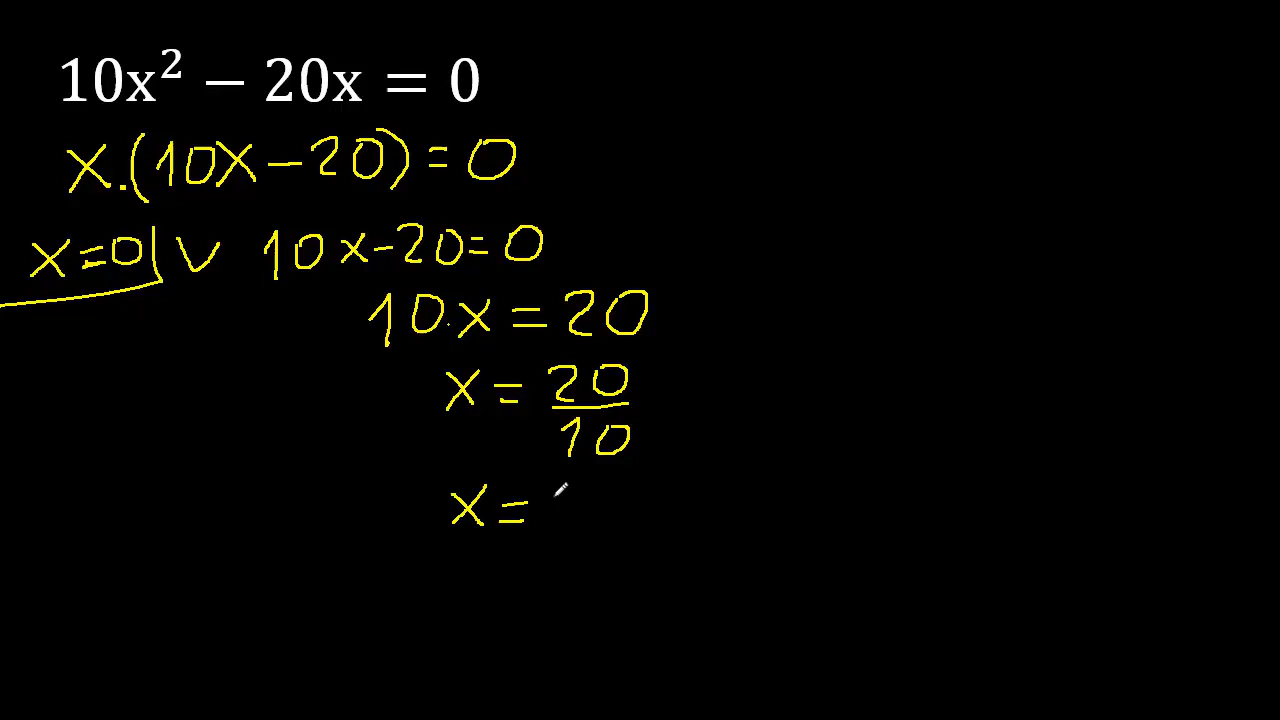 10x² − 20x = 0
x.(10x-20)=0
x=0 ∨ 10x-20=0
10.x=20
x=20/10
x=